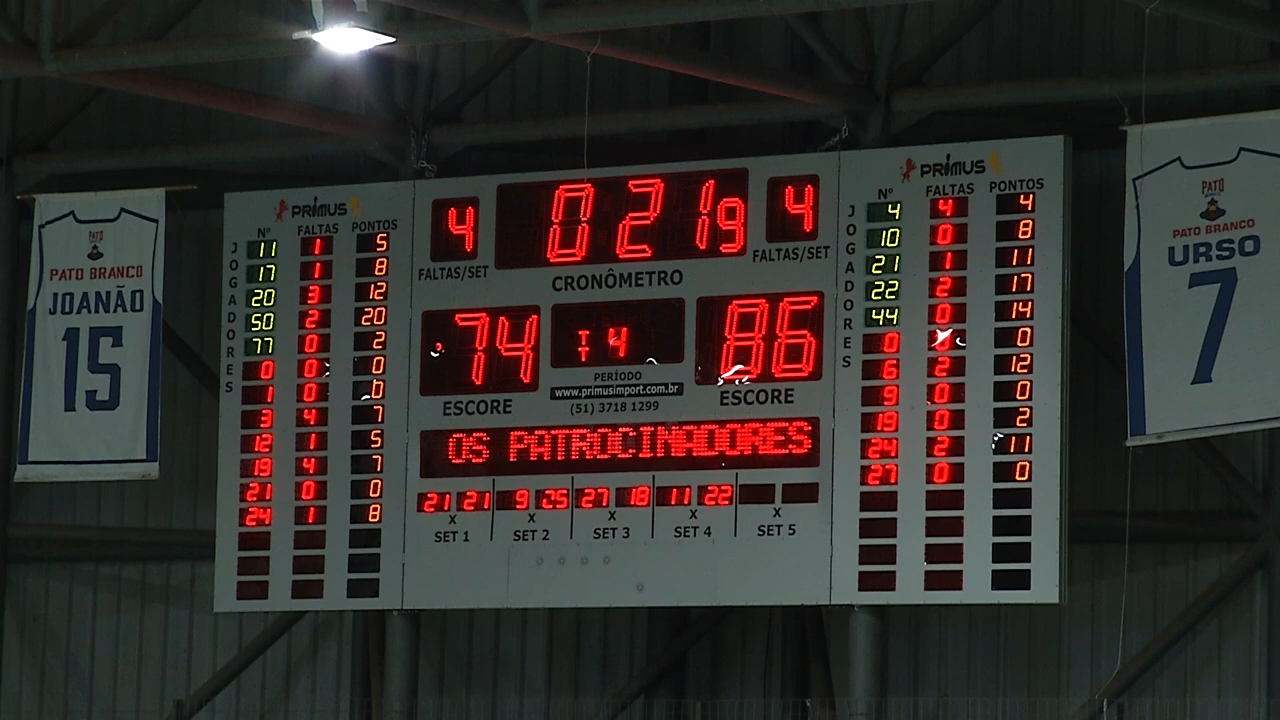 PATO
PATO BRANCO
JOANÃO
15
PRiMUS
JOGADORES
Nº FALTAS PONTOS
11 1 5
17 1 8
20 3 12
50 2 20
77 0 2
0 0 0
1 0 0
3 4 7
12 1 5
19 4 7
21 0 0
24 1 8
4 0219 4
FALTAS/SET CRONÔMETRO FALTAS/SET
74 TT 4 86
PERÍODO
www.primusimport.com.br
(51) 3718 1299
ESCORE ESCORE
OS PATROCINADORES
21 21 9 25 27 18 11 22
X X X X X
SET 1 SET 2 SET 3 SET 4 SET 5
PRiMUS
JOGADORES
Nº FALTAS PONTOS
4 4 4
10 0 8
21 1 11
22 2 17
44 0 14
0 0
6 2 12
9 0 0
19 0 2
24 2 11
27 0 0
PATO
PATO BRANCO
URSO
7